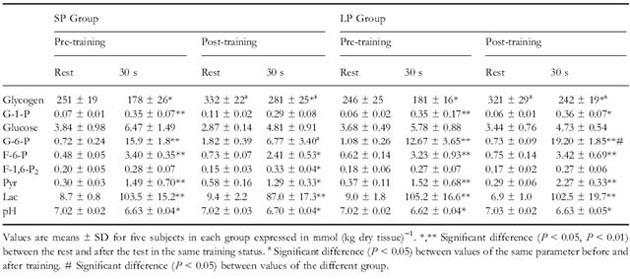 SP Group LP Group
Pre-training Post-training Pre-training Post-training
Rest 30 s Rest 30 s Rest 30 s Rest 30 s
Glycogen 251 ± 19 178 ± 26* 332 ± 22ᵃ 281 ± 25*ᵃ 246 ± 25 181 ± 16* 321 ± 29ᵃ 242 ± 19*ᵃ
G-1-P 0.07 ± 0.01 0.35 ± 0.07** 0.11 ± 0.02 0.29 ± 0.08 0.06 ± 0.02 0.35 ± 0.17** 0.06 ± 0.01 0.36 ± 0.07*
Glucose 3.84 ± 0.98 6.47 ± 1.49 2.87 ± 0.14 4.81 ± 0.91 3.68 ± 0.49 5.78 ± 0.88 3.44 ± 0.76 4.73 ± 0.54
G-6-P 0.72 ± 0.24 15.9 ± 1.8** 1.82 ± 0.39 6.77 ± 3.40ᵃ 1.08 ± 0.26 12.67 ± 3.65** 0.73 ± 0.09 19.20 ± 1.85**#
F-6-P 0.48 ± 0.05 3.40 ± 0.35** 0.73 ± 0.07 2.41 ± 0.53* 0.62 ± 0.14 3.23 ± 0.93** 0.75 ± 0.14 3.42 ± 0.69**
F-1,6-P₂ 0.20 ± 0.05 0.28 ± 0.07 0.15 ± 0.03 0.33 ± 0.04* 0.18 ± 0.06 0.27 ± 0.07 0.17 ± 0.02 0.27 ± 0.06
Pyr 0.30 ± 0.03 1.49 ± 0.70** 0.58 ± 0.16 1.29 ± 0.33* 0.37 ± 0.11 1.52 ± 0.68** 0.29 ± 0.06 2.27 ± 0.33**
Lac 8.7 ± 0.8 103.5 ± 15.2** 9.4 ± 2.2 87.0 ± 17.3** 9.0 ± 1.8 105.2 ± 16.6** 6.9 ± 1.0 102.5 ± 19.7**
pH 7.02 ± 0.02 6.63 ± 0.04* 7.02 ± 0.03 6.70 ± 0.04* 7.02 ± 0.02 6.62 ± 0.04* 7.03 ± 0.02 6.63 ± 0.05*
Values are means ± SD for five subjects in each group expressed in mmol (kg dry tissue)⁻¹. *,** Significant difference (P < 0.05, P < 0.01)
between the rest and after the test in the same training status. ᵃ Significant difference (P < 0.05) between values of the same parameter before and
after training. # Significant difference (P < 0.05) between values of the different group.